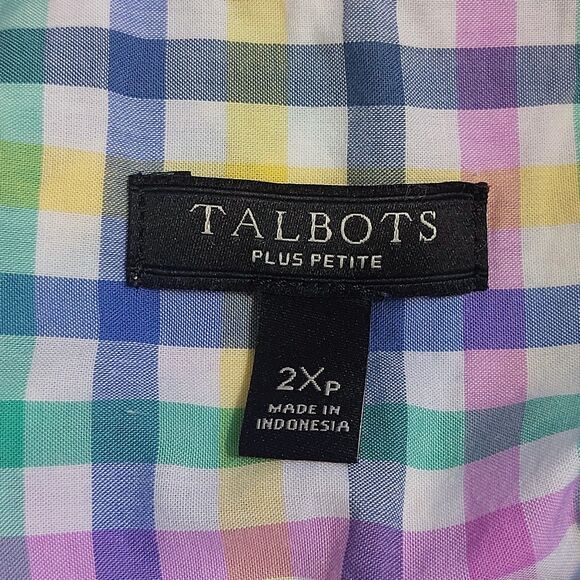 TALBOTS
PLUS PETITE
2XP
MADE IN
INDONESIA